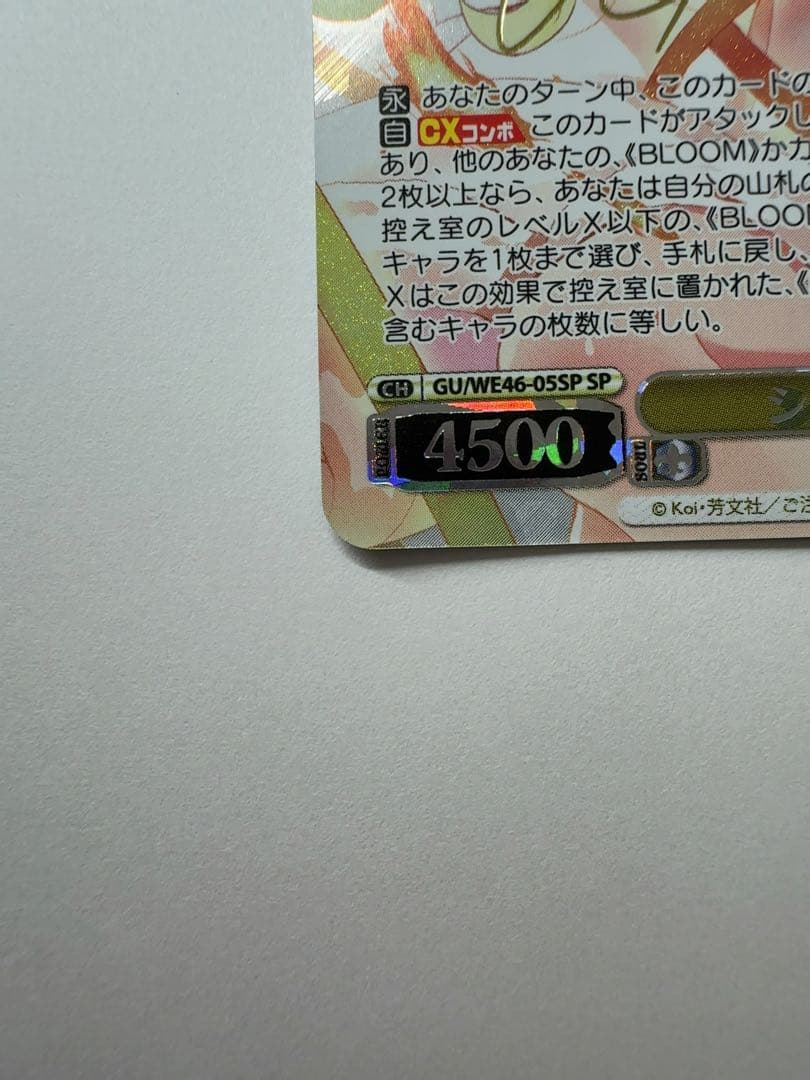 永 あなたのターン中、このカードの
自 CXコンボ このカードがアタックし
あり、他のあなたの、《BLOOM》かカ
2枚以上なら、あなたは自分の山札の
控え室のレベルX以下の、《BLOO
キャラを1枚まで選び、手札に戻し、
Xはこの効果で控え室に置かれた、《
含むキャラの枚数に等しい。
CH GU/WE46-05SP SP
POWER 4500 SOUL
©Koi・芳文社／ご注